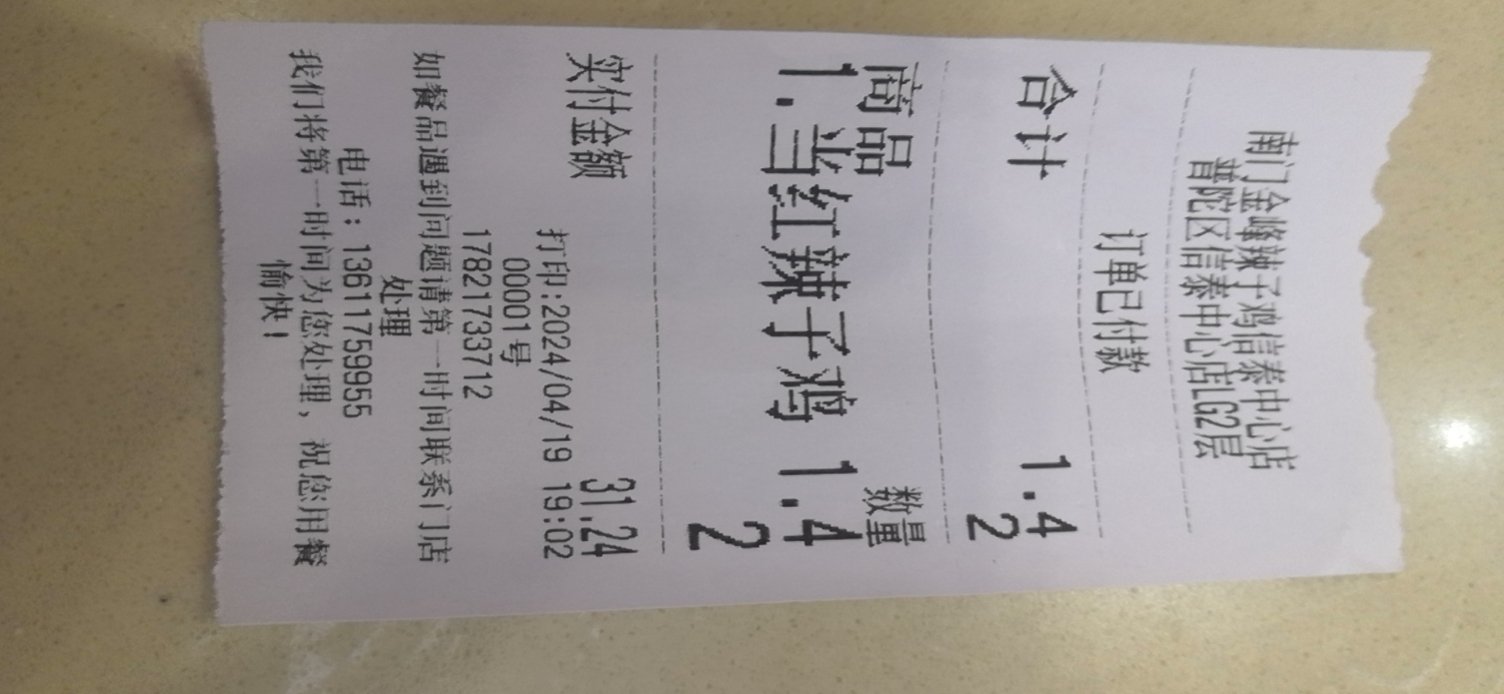 南门金峰辣子鸡信泰中心店
普陀区信泰中心店LG2层
订单已付款
合计 1.4
2
商品 数量
1.当红辣子鸡 1.4
2
实付金额 31.24
打印:2024/04/19 19:02
00001号
17821733712
如餐品遇到问题请第一时间联系门店
处理
电话：13611759955
我们将第一时间为您处理，祝您用餐
愉快！